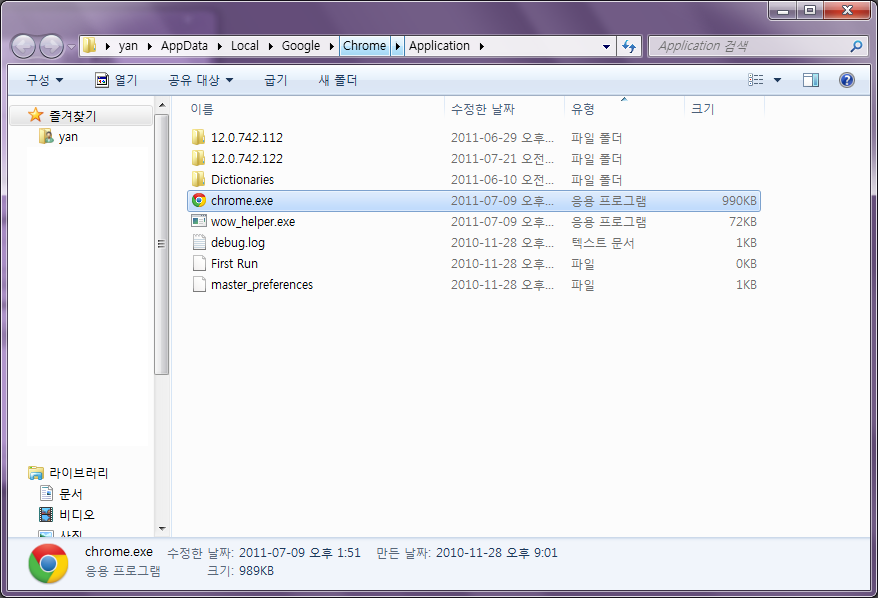 yan AppData Local Google Chrome Application Application 검색
구성 열기 공유 대상 굽기 새 폴더
즐겨찾기
yan
라이브러리
문서
비디오
사진
이름 수정한 날짜 유형 크기
12.0.742.112 2011-06-29 오후... 파일 폴더
12.0.742.122 2011-07-21 오전... 파일 폴더
Dictionaries 2011-06-10 오전... 파일 폴더
chrome.exe 2011-07-09 오후... 응용 프로그램 990KB
wow_helper.exe 2011-07-09 오후... 응용 프로그램 72KB
debug.log 2010-11-28 오후... 텍스트 문서 1KB
First Run 2010-11-28 오후... 파일 0KB
master_preferences 2010-11-28 오후... 파일 1KB
chrome.exe 수정한 날짜: 2011-07-09 오후 1:51 만든 날짜: 2010-11-28 오후 9:01
응용 프로그램 크기: 989KB